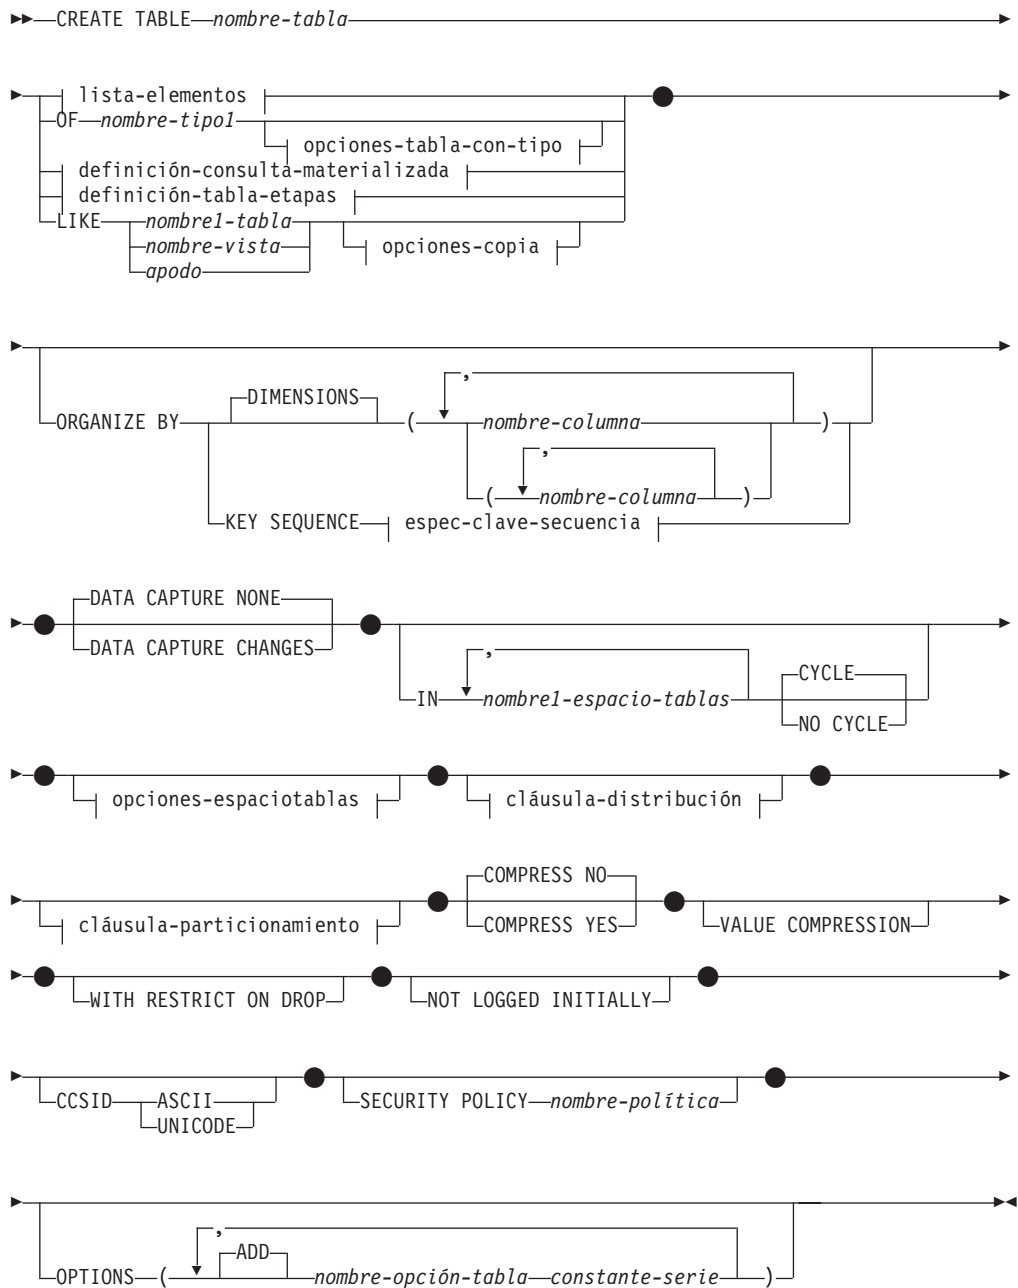 CREATE TABLE nombre-tabla
lista-elementos
OF nombre-tipo1
opciones-tabla-con-tipo
definición-consulta-materializada
definición-tabla-etapas
LIKE nombre1-tabla
nombre-vista
opciones-copia
apodo
,
DIMENSIONS
ORGANIZE BY ( nombre-columna )
,
( nombre-columna )
KEY SEQUENCE espec-clave-secuencia
DATA CAPTURE NONE
DATA CAPTURE CHANGES
,
CYCLE
IN nombre1-espacio-tablas
NO CYCLE
opciones-espaciotablas cláusula-distribución
COMPRESS NO
cláusula-particionamiento COMPRESS YES VALUE COMPRESSION
WITH RESTRICT ON DROP NOT LOGGED INITIALLY
CCSID ASCII SECURITY POLICY nombre-política
UNICODE
,
ADD
OPTIONS ( nombre-opción-tabla constante-serie )